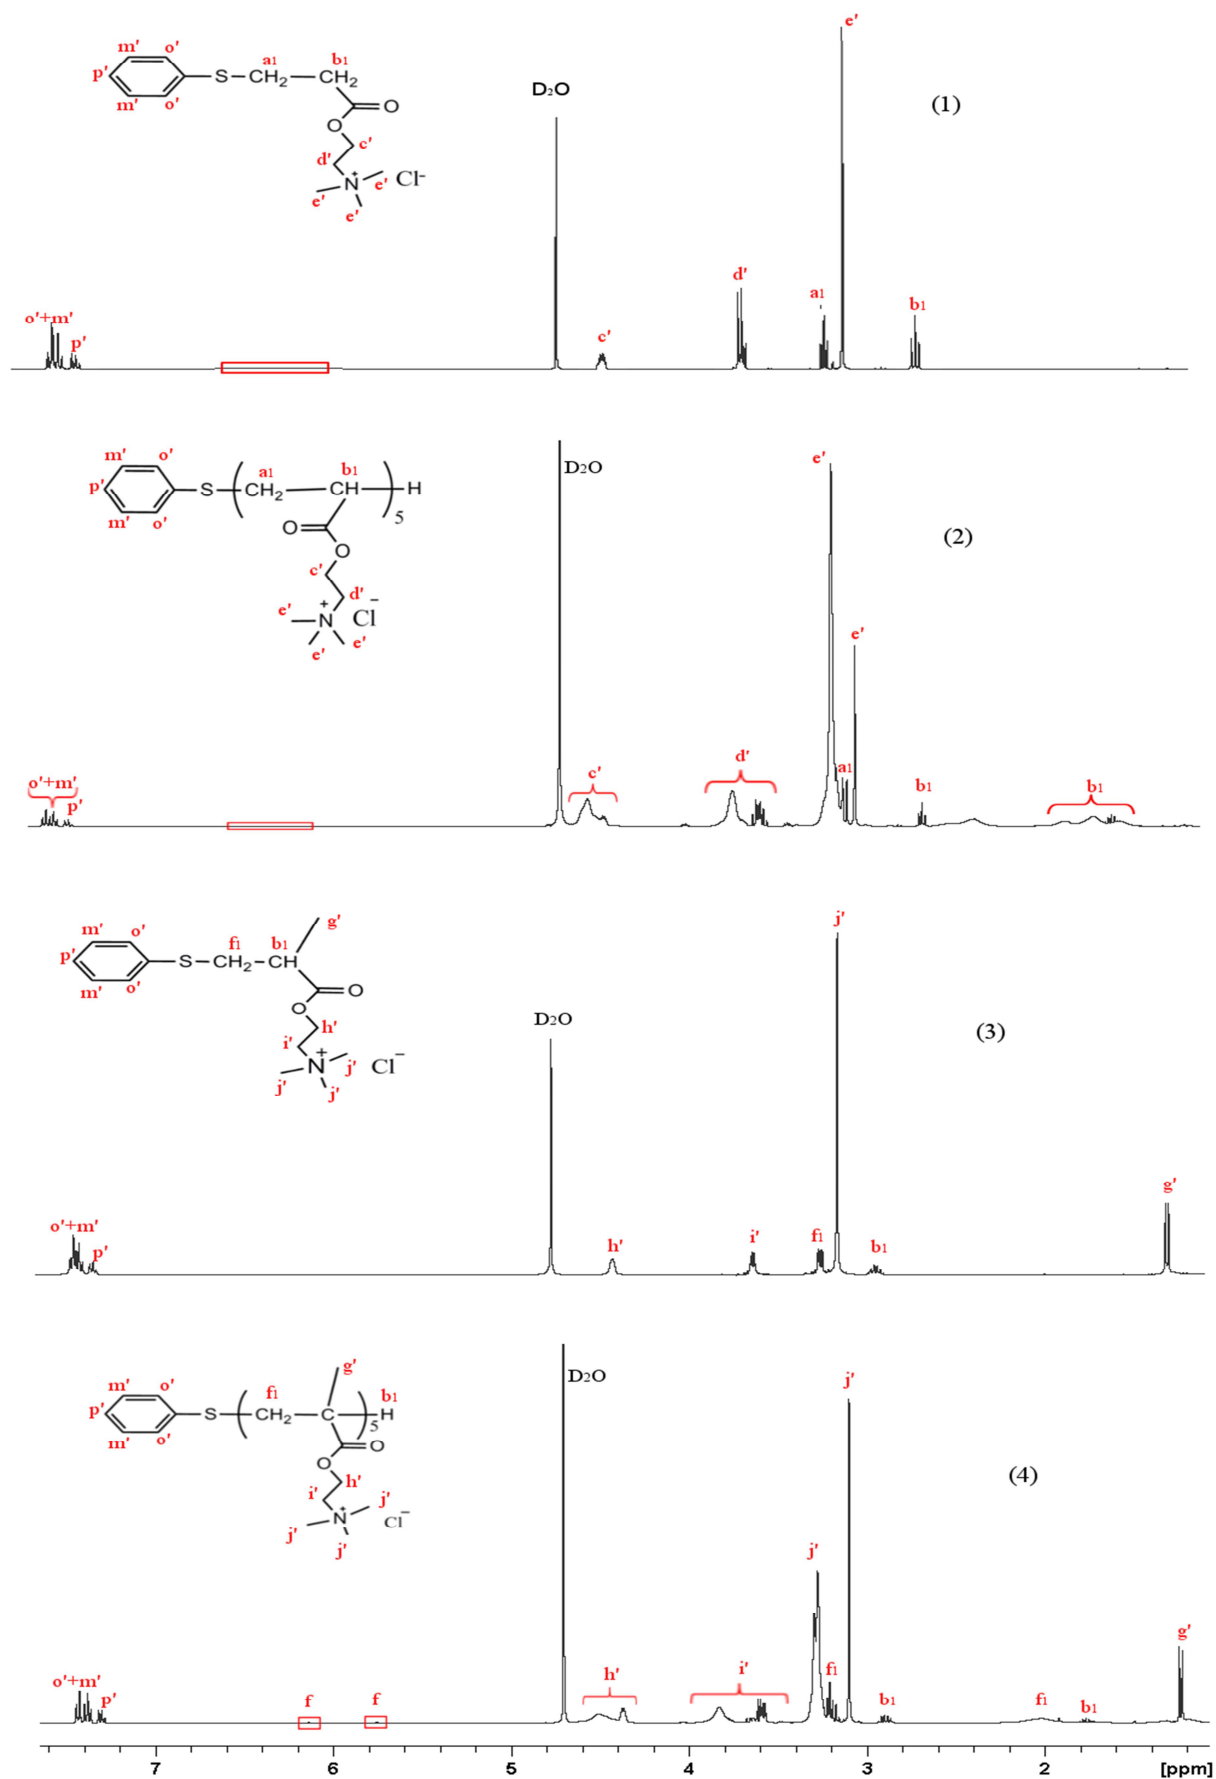 e'
m' o'
a1 b1
p' S CH2 CH2
m' o' O
O c'
d'
N+ e' Cl-
e' e'
D2O
(1)
d'
a1
b1
o'+m'
p'
c'
m' o'
a1 b1
p' S ( CH2 CH ) H
5
m' o' O
O
c'
d'
e' N+ Cl−
e' e'
D2O
e'
(2)
e'
o'+m'
p'
c'
d'
a1
b1
b1
g'
m' o'
f1 b1
p' S CH2 CH
m' o' O
O h'
i'
N+ j' Cl−
j' j'
D2O
j'
(3)
g'
o'+m'
p'
h'
i'
f1
b1
g'
m' o'
f1 b1
p' S ( CH2 C ) H
5
m' o' O
O h'
i'
N+ j' Cl−
j' j'
D2O
j'
(4)
j'
g'
o'+m'
p'
f f
h'
i'
f1
b1
f1
b1
7 6 5 4 3 2 [ppm]